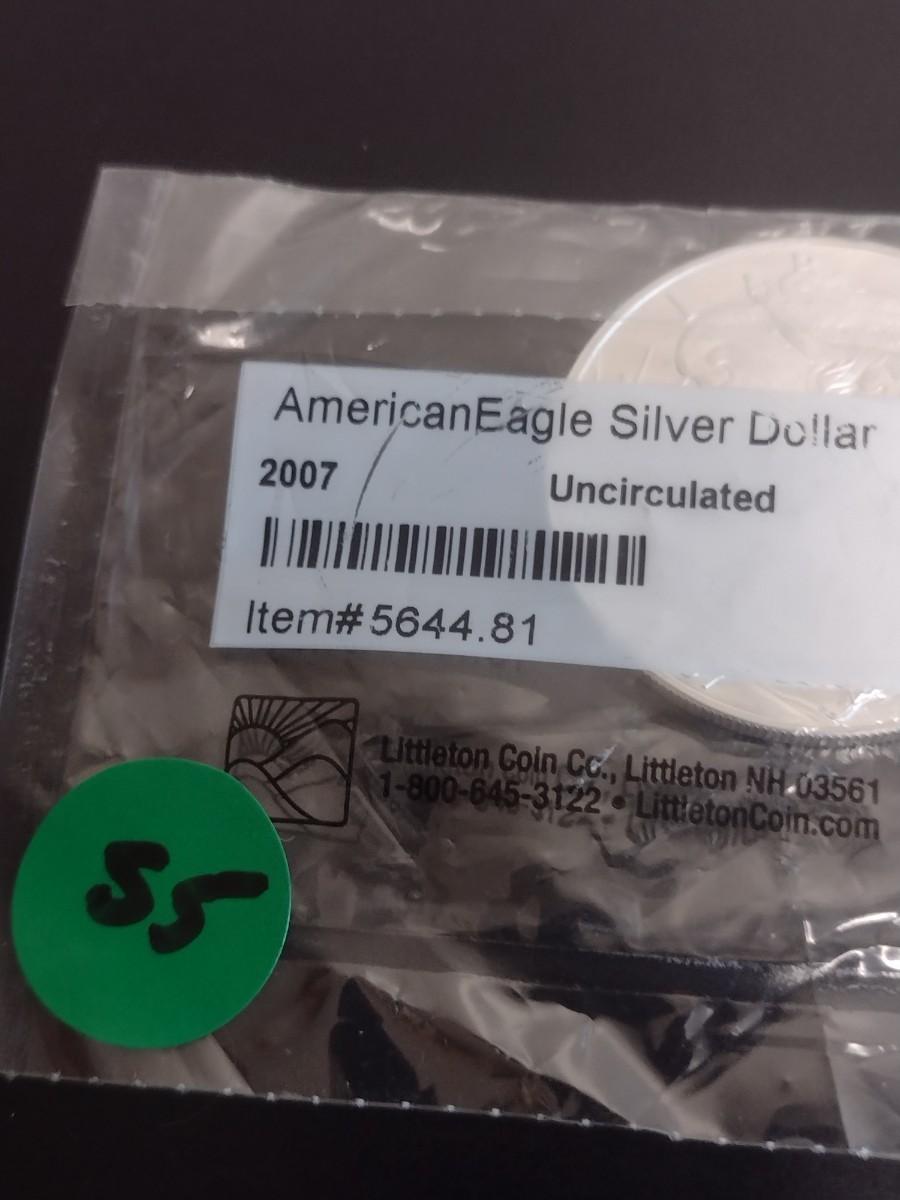 AmericanEagle Silver Dollar
2007 Uncirculated
Item#5644.81
Littleton Coin Co., Littleton NH 03561
1-800-645-3122 • LittletonCoin.com
55